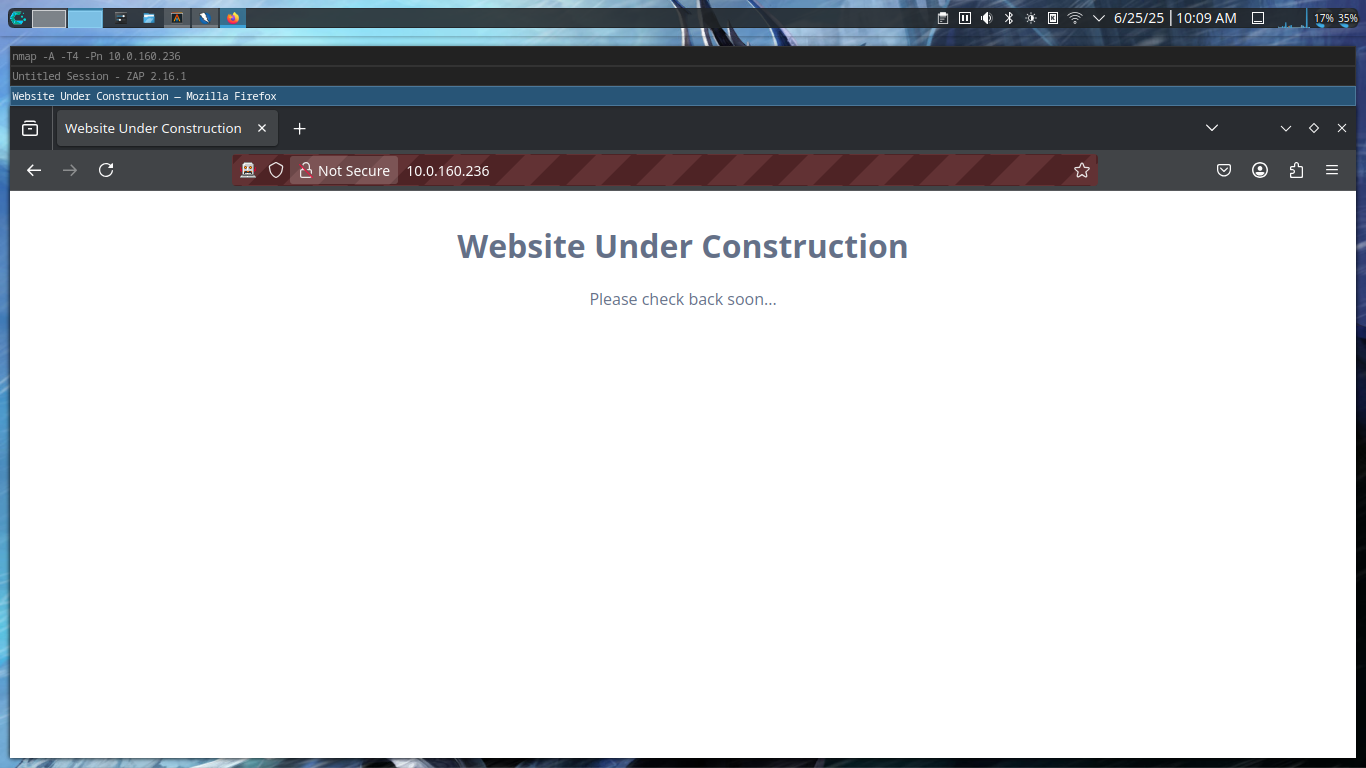 6/25/25 | 10:09 AM
17% 35%
nmap -A -T4 -Pn 10.0.160.236
Untitled Session - ZAP 2.16.1
Website Under Construction — Mozilla Firefox
Website Under Construction
Not Secure 10.0.160.236
Website Under Construction
Please check back soon...